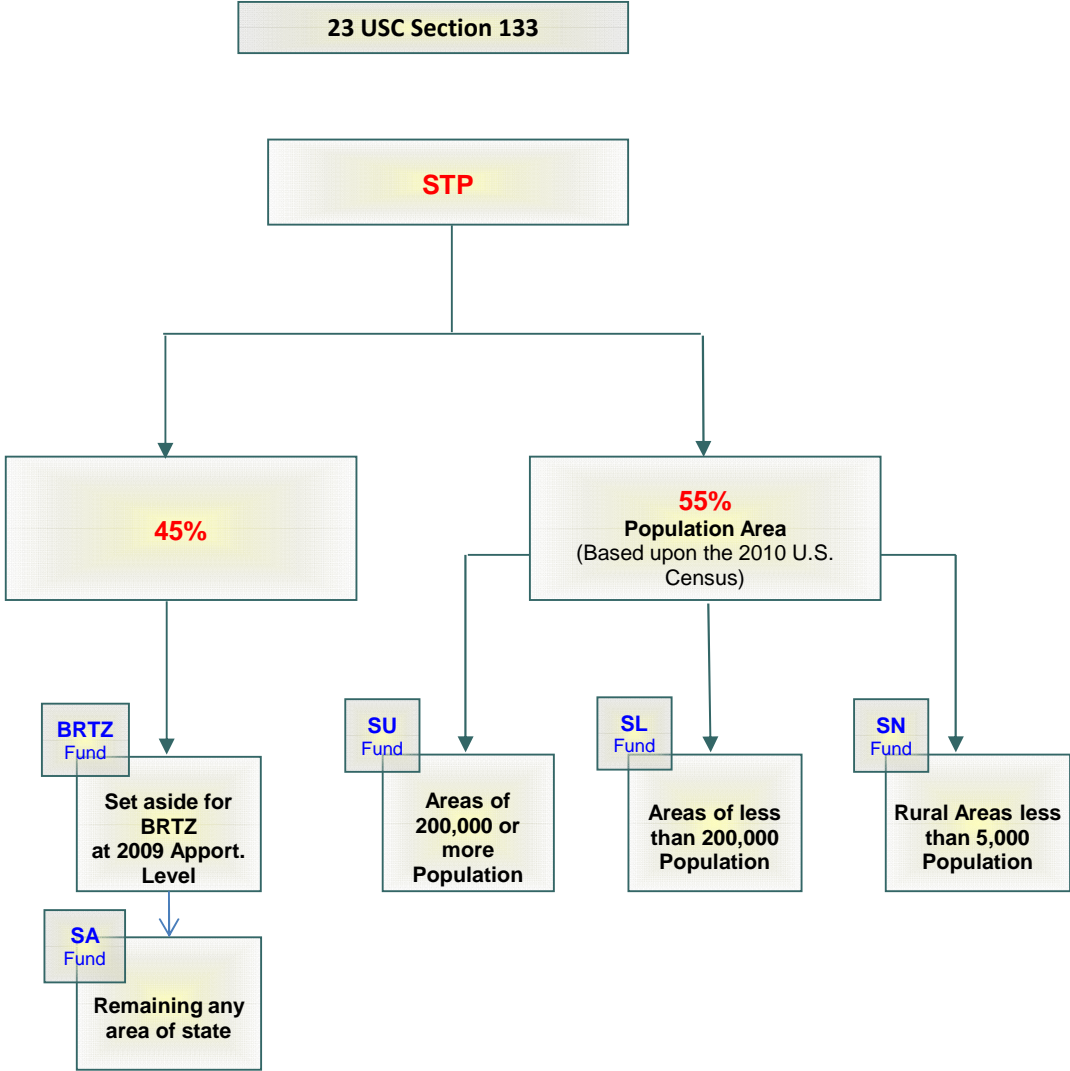 23 USC Section 133
STP
45%
55%
Population Area
(Based upon the 2010 U.S.
Census)
BRTZ
Fund
Set aside for
BRTZ
at 2009 Apport.
Level
SU
Fund
Areas of
200,000 or
more
Population
SL
Fund
Areas of less
than 200,000
Population
SN
Fund
Rural Areas less
than 5,000
Population
SA
Fund
Remaining any
area of state